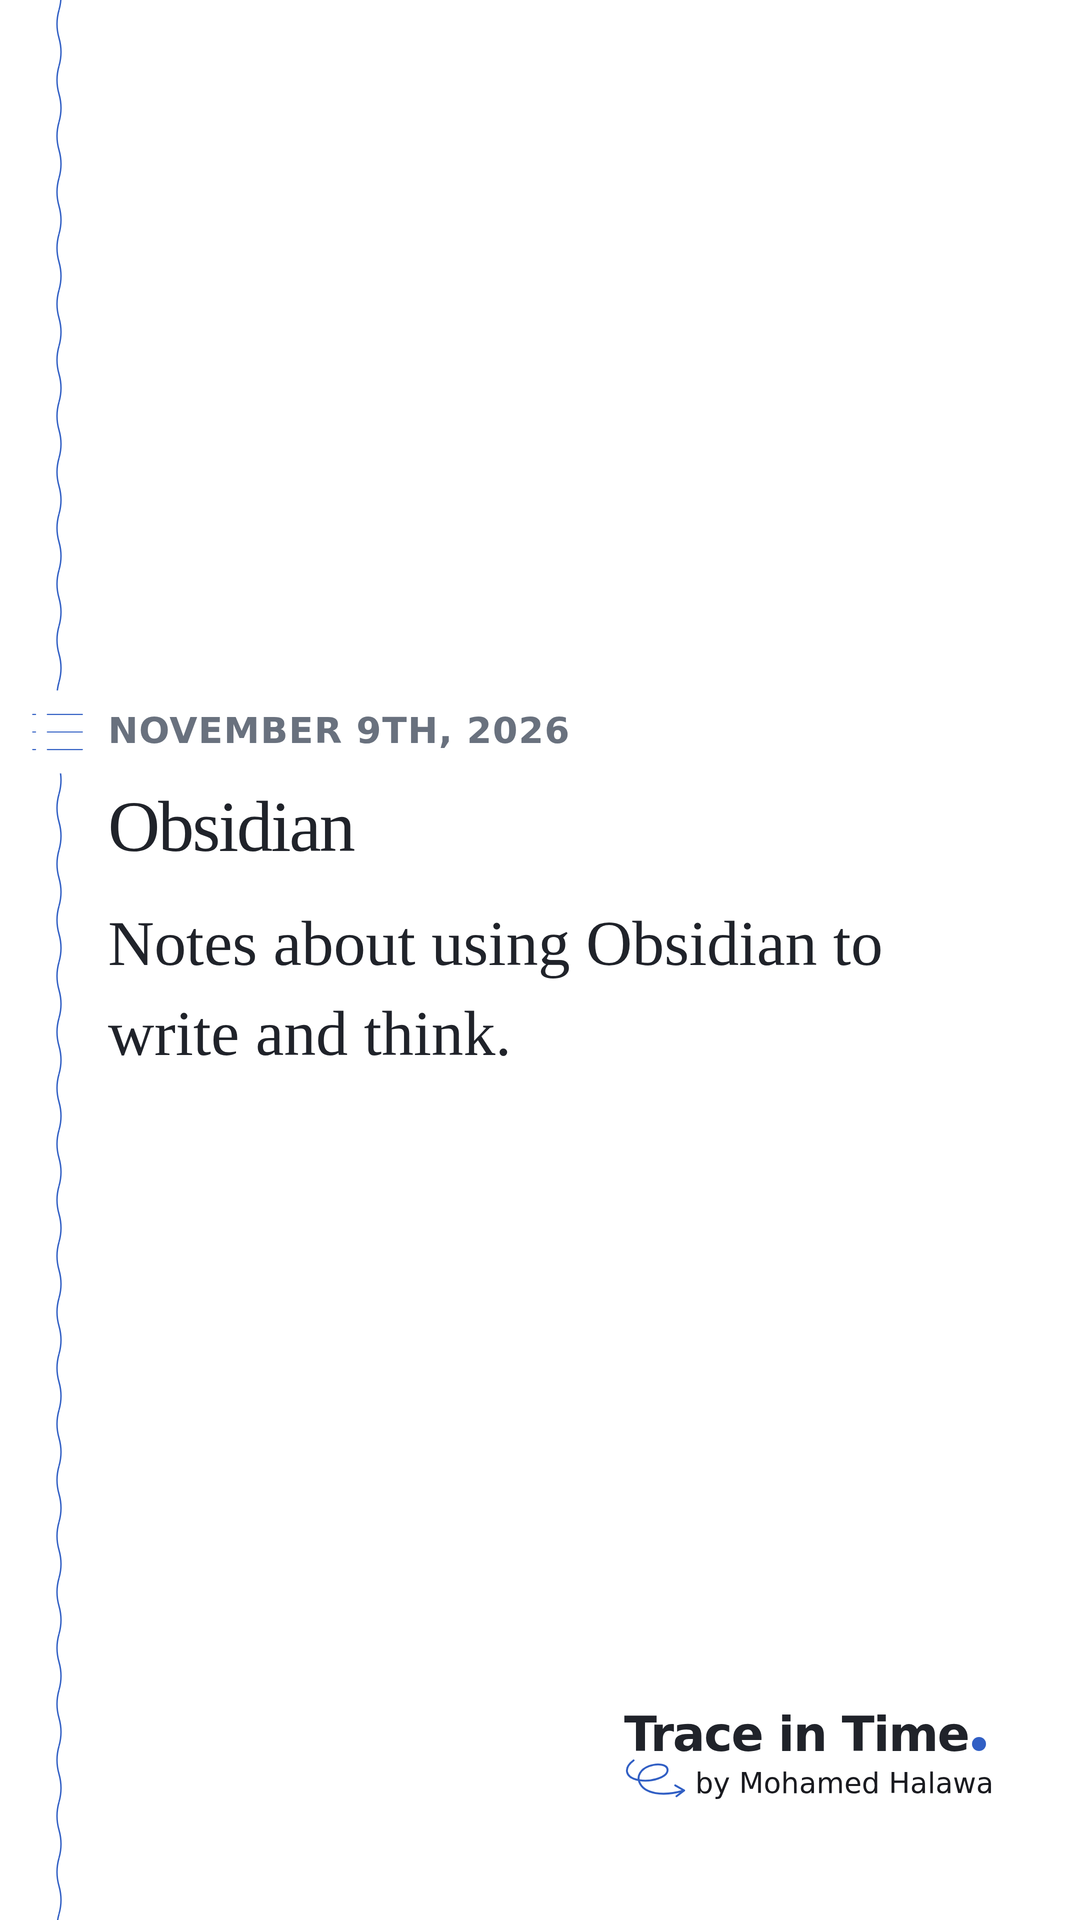 NOVEMBER 9TH, 2026
Obsidian
Notes about using Obsidian to
write and think.
Trace in Time.
by Mohamed Halawa